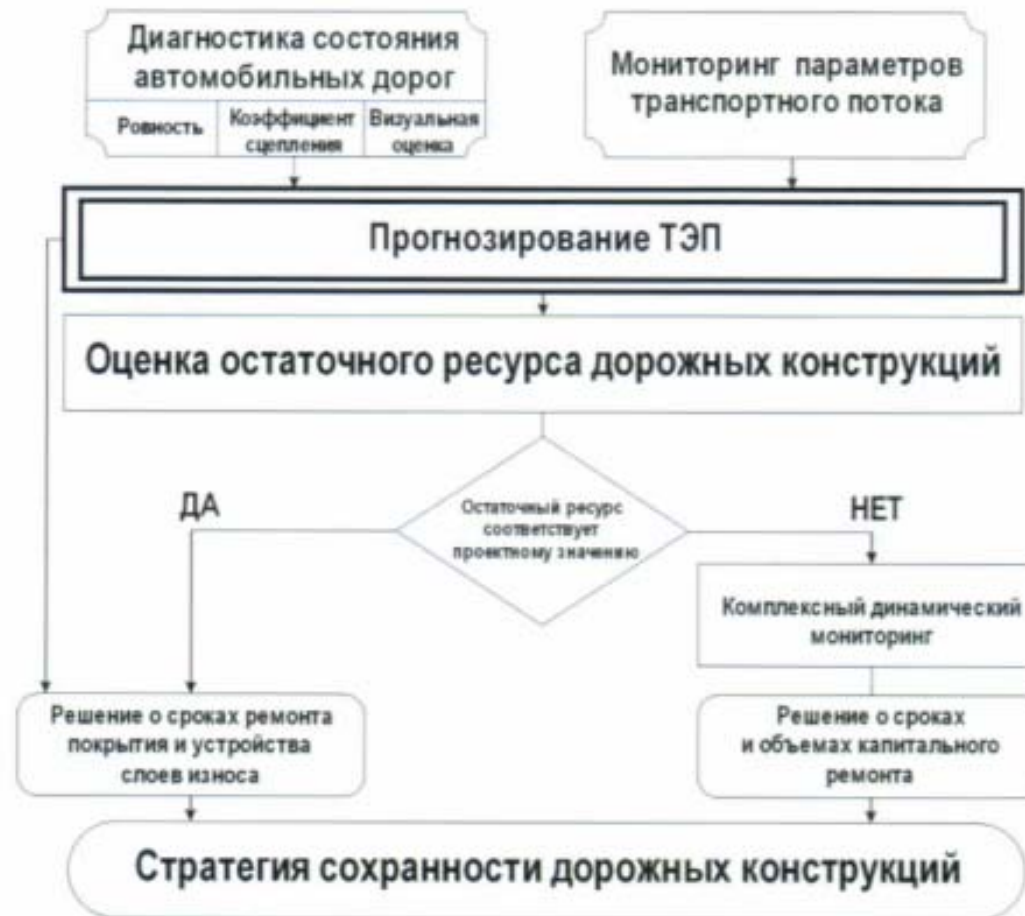 Диагностика состояния
автомобильных дорог
Ровность
Коэффициент
сцепления
Визуальная
оценка
Мониторинг параметров
транспортного потока
Прогнозирование ТЭП
Оценка остаточного ресурса дорожных конструкций
Остаточный ресурс
соответствует
проектному значению
ДА
НЕТ
Комплексный динамический
мониторинг
Решение о сроках ремонта
покрытия и устройства
слоев износа
Решение о сроках
и объемах капитального
ремонта
Стратегия сохранности дорожных конструкций